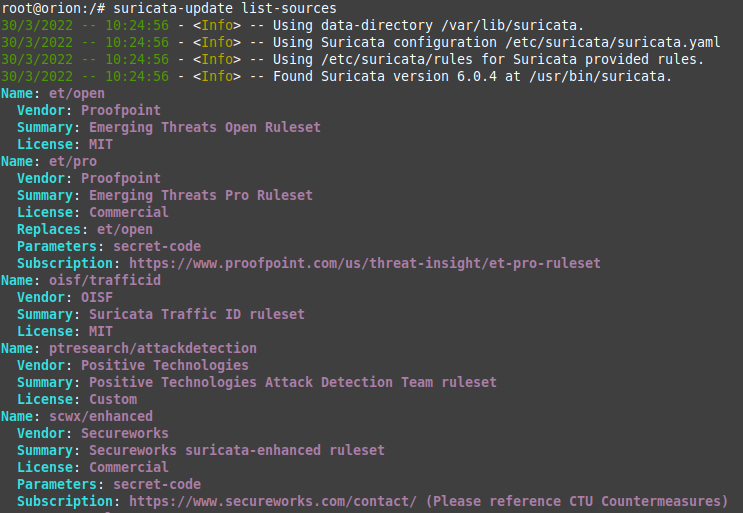 root@orion:/# suricata-update list-sources
30/3/2022 -- 10:24:56 - <Info> -- Using data-directory /var/lib/suricata.
30/3/2022 -- 10:24:56 - <Info> -- Using Suricata configuration /etc/suricata/suricata.yaml
30/3/2022 -- 10:24:56 - <Info> -- Using /etc/suricata/rules for Suricata provided rules.
30/3/2022 -- 10:24:56 - <Info> -- Found Suricata version 6.0.4 at /usr/bin/suricata.
Name: et/open
  Vendor: Proofpoint
  Summary: Emerging Threats Open Ruleset
  License: MIT
Name: et/pro
  Vendor: Proofpoint
  Summary: Emerging Threats Pro Ruleset
  License: Commercial
  Replaces: et/open
  Parameters: secret-code
  Subscription: https://www.proofpoint.com/us/threat-insight/et-pro-ruleset
Name: oisf/trafficid
  Vendor: OISF
  Summary: Suricata Traffic ID ruleset
  License: MIT
Name: ptresearch/attackdetection
  Vendor: Positive Technologies
  Summary: Positive Technologies Attack Detection Team ruleset
  License: Custom
Name: scwx/enhanced
  Vendor: Secureworks
  Summary: Secureworks suricata-enhanced ruleset
  License: Commercial
  Parameters: secret-code
  Subscription: https://www.secureworks.com/contact/ (Please reference CTU Countermeasures)